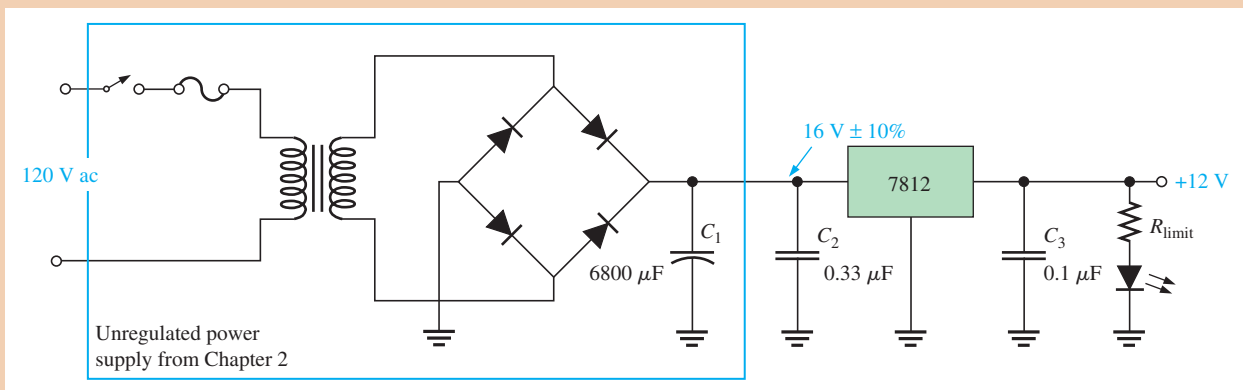 16 V ± 10%
120 V ac
7812
+12 V
C1
6800 μF
C2
0.33 μF
C3
0.1 μF
Rlimit
Unregulated power
supply from Chapter 2